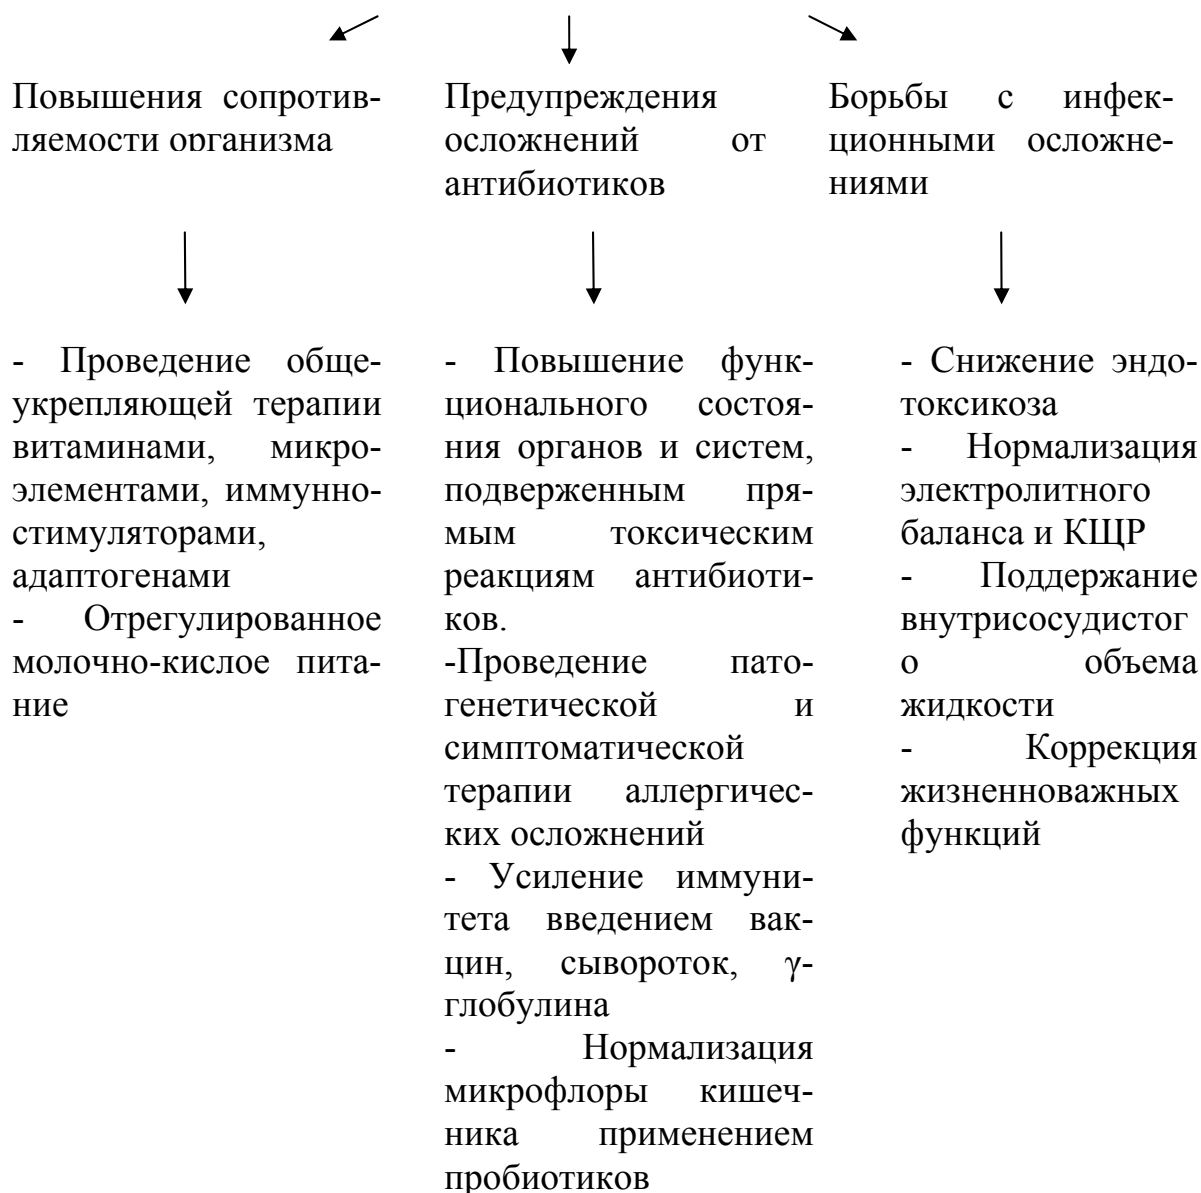 Повышения сопротив-
ляемости организма
Предупреждения
осложнений от
антибиотиков
Борьбы с инфек-
ционными осложне-
ниями
- Проведение обще-
укрепляющей терапии
витаминами, микро-
элементами, иммунно-
стимуляторами,
адаптогенами
- Отрегулированное
молочно-кислое пита-
ние
- Повышение функ-
ционального состоя-
ния органов и систем,
подверженным пря-
мым токсическим
реакциям антибиоти-
ков.
-Проведение пато-
генетической и
симптоматической
терапии аллергичес-
ких осложнений
- Усиление иммуни-
тета введением вак-
цин, сывороток, γ-
глобулина
- Нормализация
микрофлоры кишеч-
ника применением
пробиотиков
- Снижение эндо-
токсикоза
- Нормализация
электролитного
баланса и КЩР
- Поддержание
внутрисосудистог
о объема
жидкости
- Коррекция
жизненноважных
функций